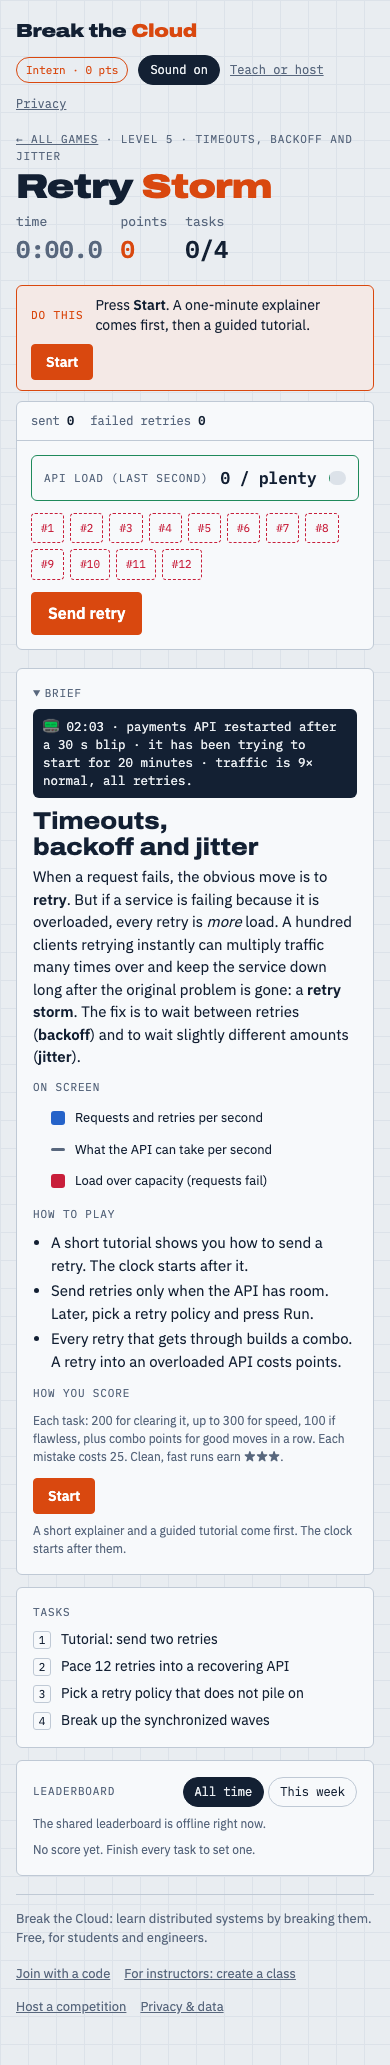 Break the Cloud
Intern · 0 pts
Sound on
Teach or host
Privacy
← ALL GAMES · LEVEL 5 · TIMEOUTS, BACKOFF AND
JITTER
Retry Storm
time points tasks
0:00.0 0 0/4
DO THIS
Press Start. A one-minute explainer
comes first, then a guided tutorial.
Start
sent 0 failed retries 0
API LOAD (LAST SECOND) 0 / plenty
#1 #2 #3 #4 #5 #6 #7 #8
#9 #10 #11 #12
Send retry
▾ BRIEF
02:03 · payments API restarted after
a 30 s blip · it has been trying to
start for 20 minutes · traffic is 9×
normal, all retries.
Timeouts,
backoff and jitter
When a request fails, the obvious move is to
retry. But if a service is failing because it is
overloaded, every retry is more load. A hundred
clients retrying instantly can multiply traffic
many times over and keep the service down
long after the original problem is gone: a retry
storm. The fix is to wait between retries
(backoff) and to wait slightly different amounts
(jitter).
ON SCREEN
Requests and retries per second
What the API can take per second
Load over capacity (requests fail)
HOW TO PLAY
• A short tutorial shows you how to send a
retry. The clock starts after it.
• Send retries only when the API has room.
Later, pick a retry policy and press Run.
• Every retry that gets through builds a combo.
A retry into an overloaded API costs points.
HOW YOU SCORE
Each task: 200 for clearing it, up to 300 for speed, 100 if
flawless, plus combo points for good moves in a row. Each
mistake costs 25. Clean, fast runs earn ★★★.
Start
A short explainer and a guided tutorial come first. The clock
starts after them.
TASKS
1 Tutorial: send two retries
2 Pace 12 retries into a recovering API
3 Pick a retry policy that does not pile on
4 Break up the synchronized waves
LEADERBOARD
All time
This week
The shared leaderboard is offline right now.
No score yet. Finish every task to set one.
Break the Cloud: learn distributed systems by breaking them.
Free, for students and engineers.
Join with a code For instructors: create a class
Host a competition Privacy & data